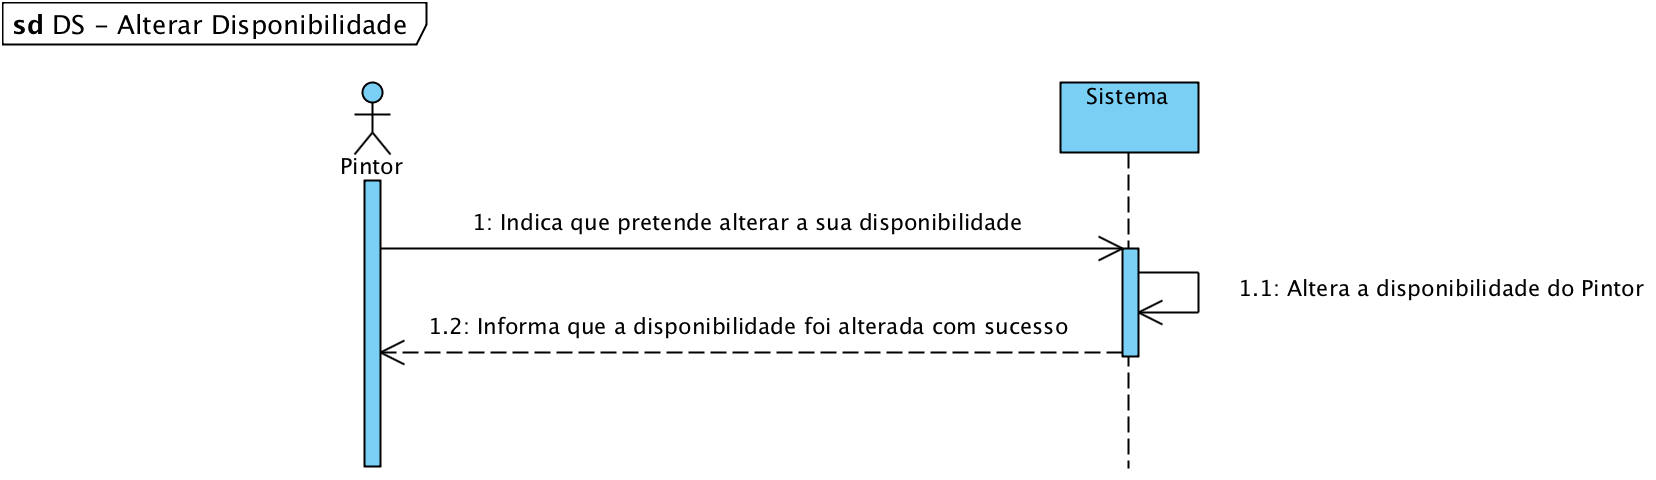 sd DS - Alterar Disponibilidade
Sistema
Pintor
1: Indica que pretende alterar a sua disponibilidade
1.1: Altera a disponibilidade do Pintor
1.2: Informa que a disponibilidade foi alterada com sucesso